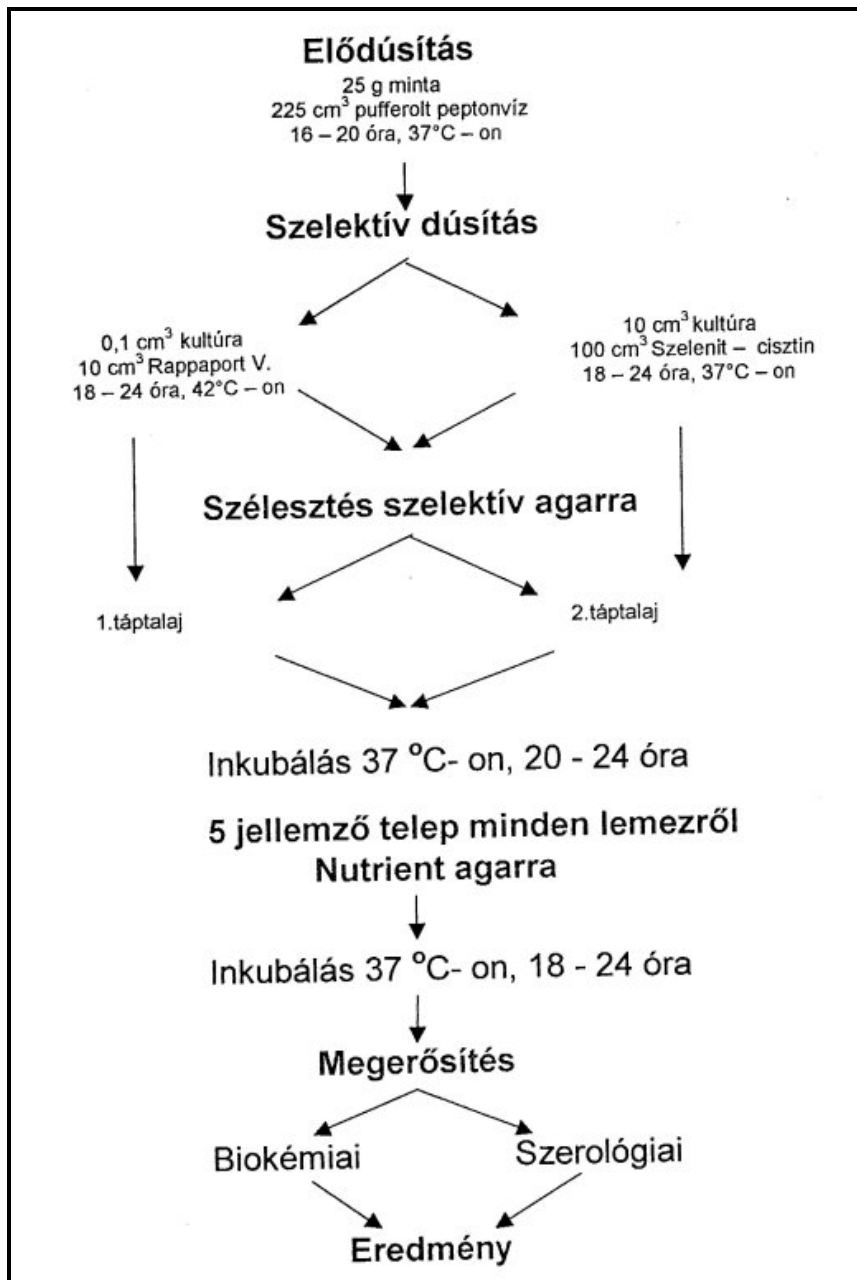 Elődúsítás
25 g minta
225 cm³ pufferolt peptonvíz
16 – 20 óra, 37°C – on
Szelektív dúsítás
0,1 cm³ kultúra
10 cm³ Rappaport V.
18 – 24 óra, 42°C – on
10 cm³ kultúra
100 cm³ Szelenit – cisztin
18 – 24 óra, 37°C – on
Szélesztés szelektív agarra
1.táptalaj
2.táptalaj
Inkubálás 37 °C- on, 20 - 24 óra
5 jellemző telep minden lemezről
Nutrient agarra
Inkubálás 37 °C- on, 18 - 24 óra
Megerősítés
Biokémiai
Szerológiai
Eredmény